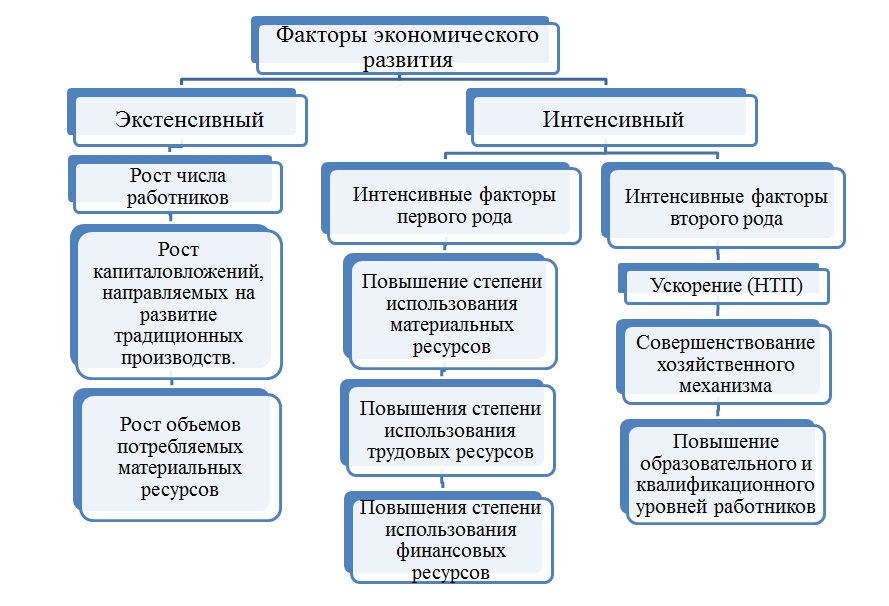 Факторы экономического
развития
Экстенсивный
Рост числа
работников
Рост
капиталовложений,
направляемых на
развитие
традиционных
производств.
Рост объемов
потребляемых
материальных
ресурсов
Интенсивный
Интенсивные факторы
первого рода
Повышение степени
использования
материальных
ресурсов
Повышения степени
использования
трудовых ресурсов
Повышения степени
использования
финансовых
ресурсов
Интенсивные факторы
второго рода
Ускорение (НТП)
Совершенствование
хозяйственного
механизма
Повышение
образовательного и
квалификационного
уровней работников